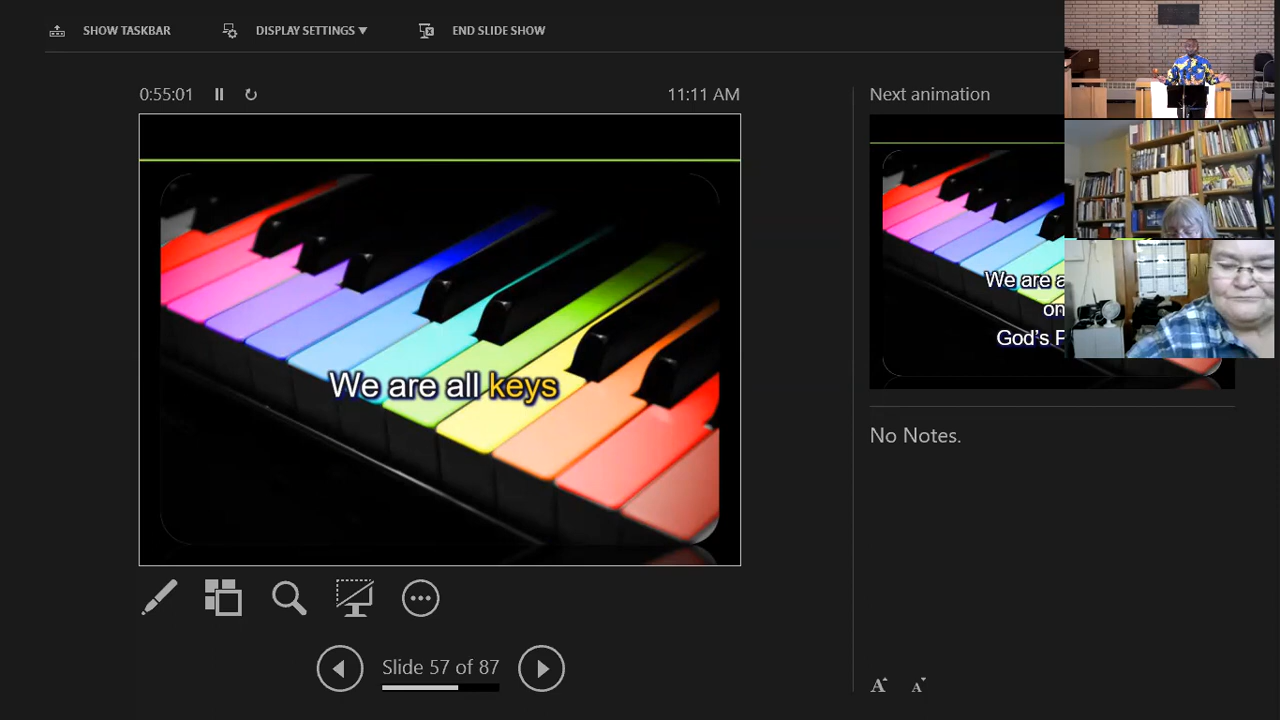 SHOW TASKBAR
DISPLAY SETTINGS ▼
END SLIDE SHOW
0:55:01
11:11 AM
Next animation
We are all keys
We are a
on
God's
No Notes.
Slide 57 of 87